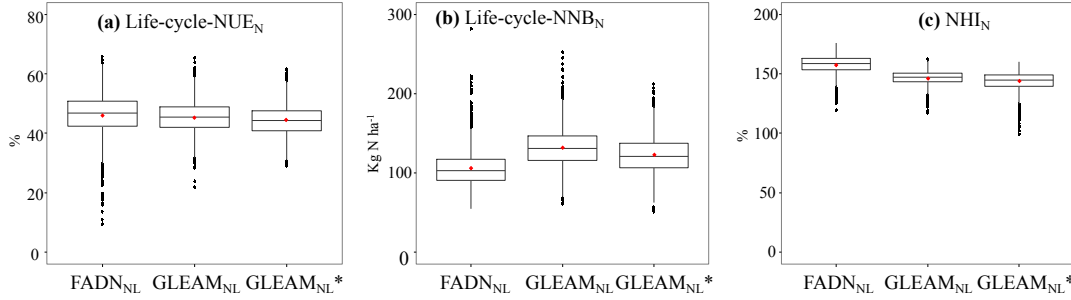 (a) Life-cycle-NUE_N
80
60
40
20
0
%
FADN_NL GLEAM_NL GLEAM_NL*
(b) Life-cycle-NNB_N
300
200
100
0
Kg N ha⁻¹
FADN_NL GLEAM_NL GLEAM_NL*
(c) NHI_N
200
150
100
50
0
%
FADN_NL GLEAM_NL GLEAM_NL*